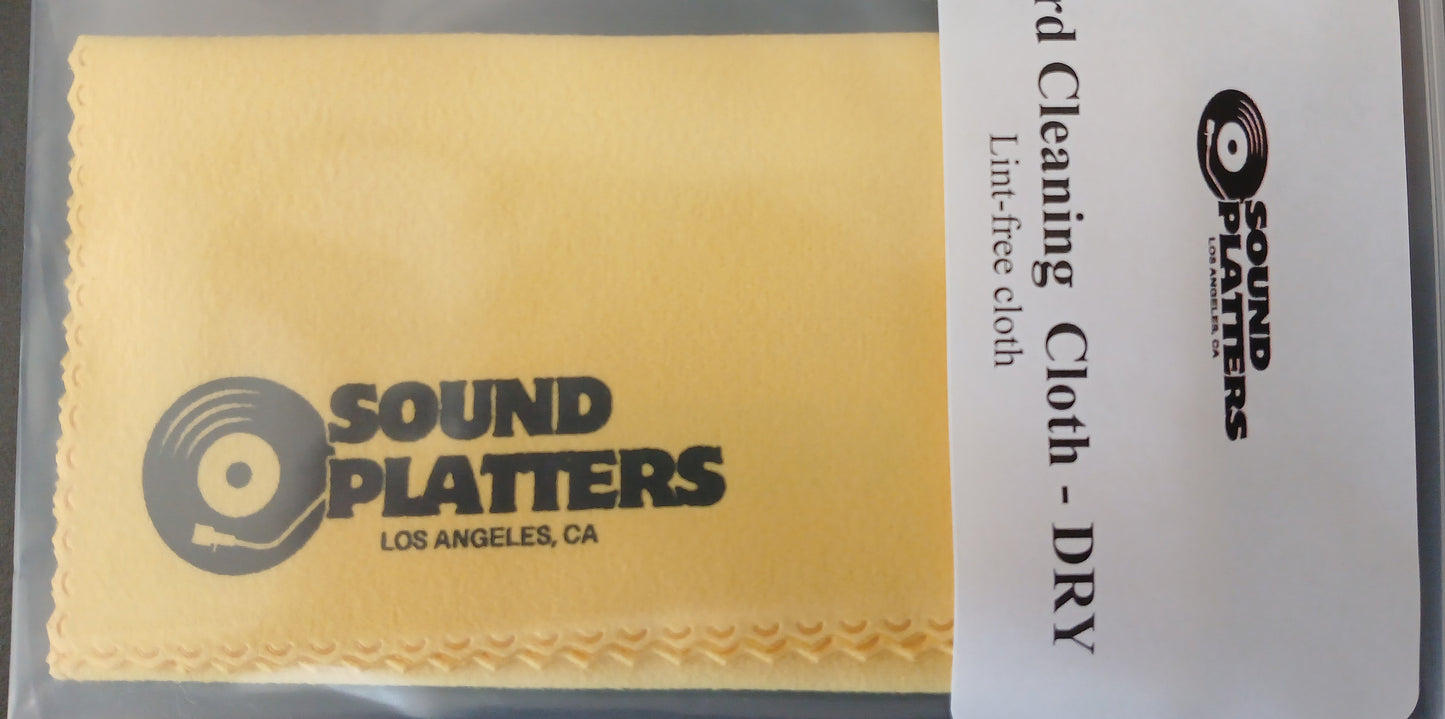 SOUND
PLATTERS
LOS ANGELES, CA
rd Cleaning Cloth - DRY
Lint-free cloth
SOUND
PLATTERS
LOS ANGELES, CA